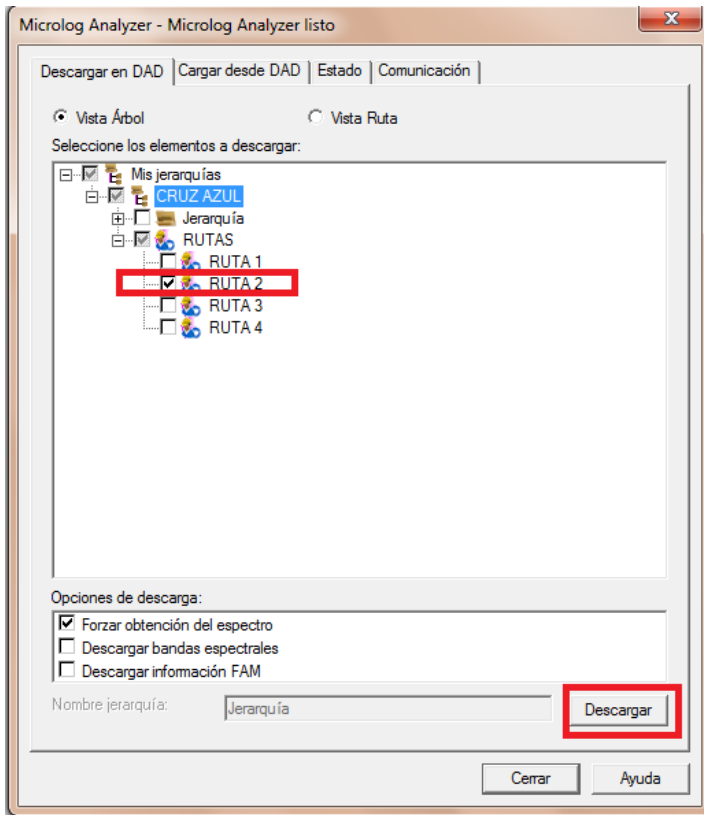 Microlog Analyzer - Microlog Analyzer listo
Descargar en DAD Cargar desde DAD Estado Comunicación
Vista Árbol Vista Ruta
Seleccione los elementos a descargar:
Mis jerarquías
CRUZ AZUL
Jerarquía
RUTAS
RUTA 1
RUTA 2
RUTA 3
RUTA 4
Opciones de descarga:
Forzar obtención del espectro
Descargar bandas espectrales
Descargar información FAM
Nombre jerarquía: Jerarquía Descargar
Cerrar Ayuda